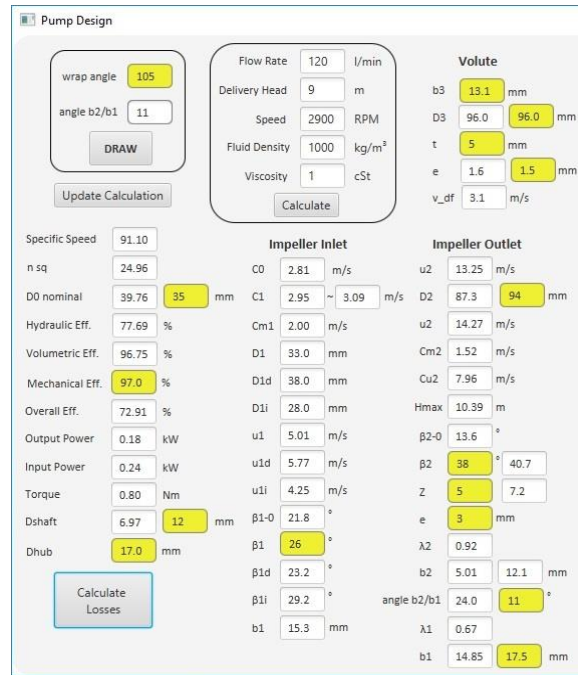 Pump Design
wrap angle 105
angle b2/b1 11
DRAW
Update Calculation
Flow Rate 120 l/min
Delivery Head 9 m
Speed 2900 RPM
Fluid Density 1000 kg/m³
Viscosity 1 cSt
Calculate
Volute
b3 13.1 mm
D3 96.0 96.0 mm
t 5 mm
e 1.6 1.5 mm
v_df 3.1 m/s
Specific Speed 91.10
n sq 24.96
D0 nominal 39.76 35 mm
Hydraulic Eff. 77.69 %
Volumetric Eff. 96.75 %
Mechanical Eff. 97.0 %
Overall Eff. 72.91 %
Output Power 0.18 kW
Input Power 0.24 kW
Torque 0.80 Nm
Dshaft 6.97 12 mm
Dhub 17.0 mm
Calculate
Losses
Impeller Inlet
C0 2.81 m/s
C1 2.95 ~ 3.09 m/s
Cm1 2.00 m/s
D1 33.0 mm
D1d 38.0 mm
D1i 28.0 mm
u1 5.01 m/s
u1d 5.77 m/s
u1i 4.25 m/s
β1-0 21.8 °
β1 26 °
β1d 23.2 °
β1i 29.2 °
b1 15.3 mm
Impeller Outlet
u2 13.25 m/s
D2 87.3 94 mm
u2 14.27 m/s
Cm2 1.52 m/s
Cu2 7.96 m/s
Hmax 10.39 m
β2-0 13.6 °
β2 38 ° 40.7
Z 5 7.2
e 3 mm
λ2 0.92
b2 5.01 12.1 mm
angle b2/b1 24.0 11 °
λ1 0.67
b1 14.85 17.5 mm